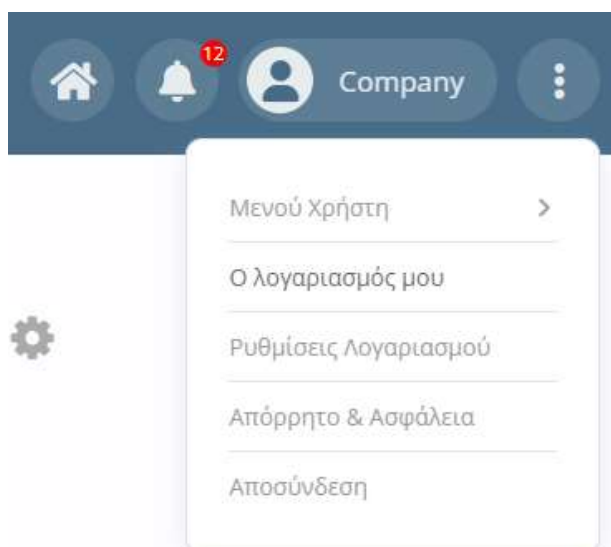 12
Company
Μενού Χρήστη
Ο λογαριασμός μου
Ρυθμίσεις Λογαριασμού
Απόρρητο & Ασφάλεια
Αποσύνδεση